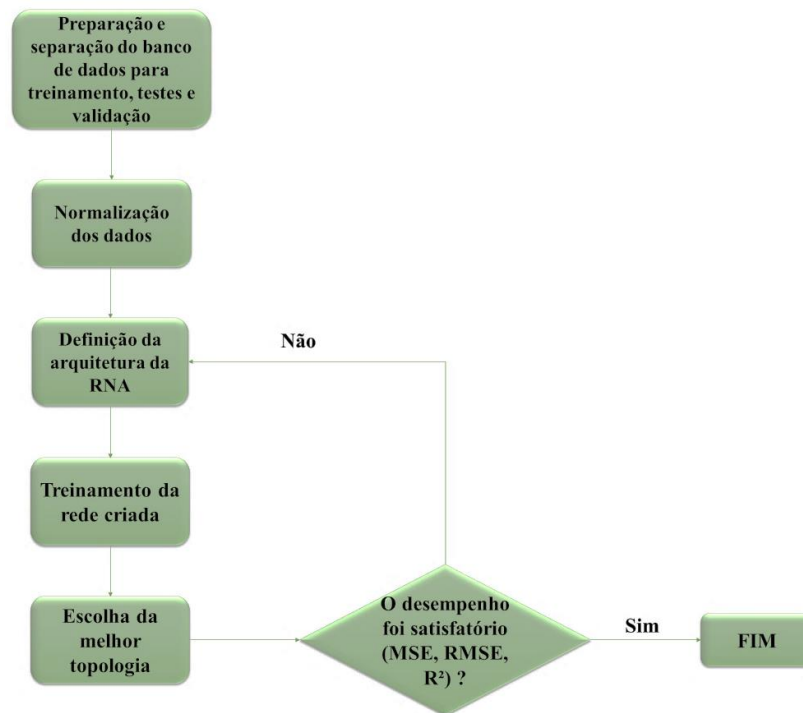 Preparação e
separação do banco
de dados para
treinamento, testes e
validação
Normalização
dos dados
Definição da
arquitetura da
RNA
Não
Treinamento da
rede criada
Escolha da
melhor
topologia
O desempenho
foi satisfatório
(MSE, RMSE,
R²) ?
Sim
FIM